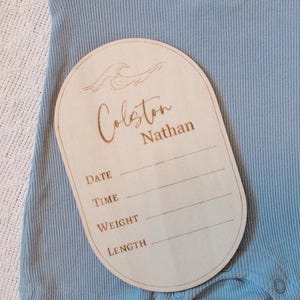 Colston
Nathan
DATE
TIME
WEIGHT
LENGTH